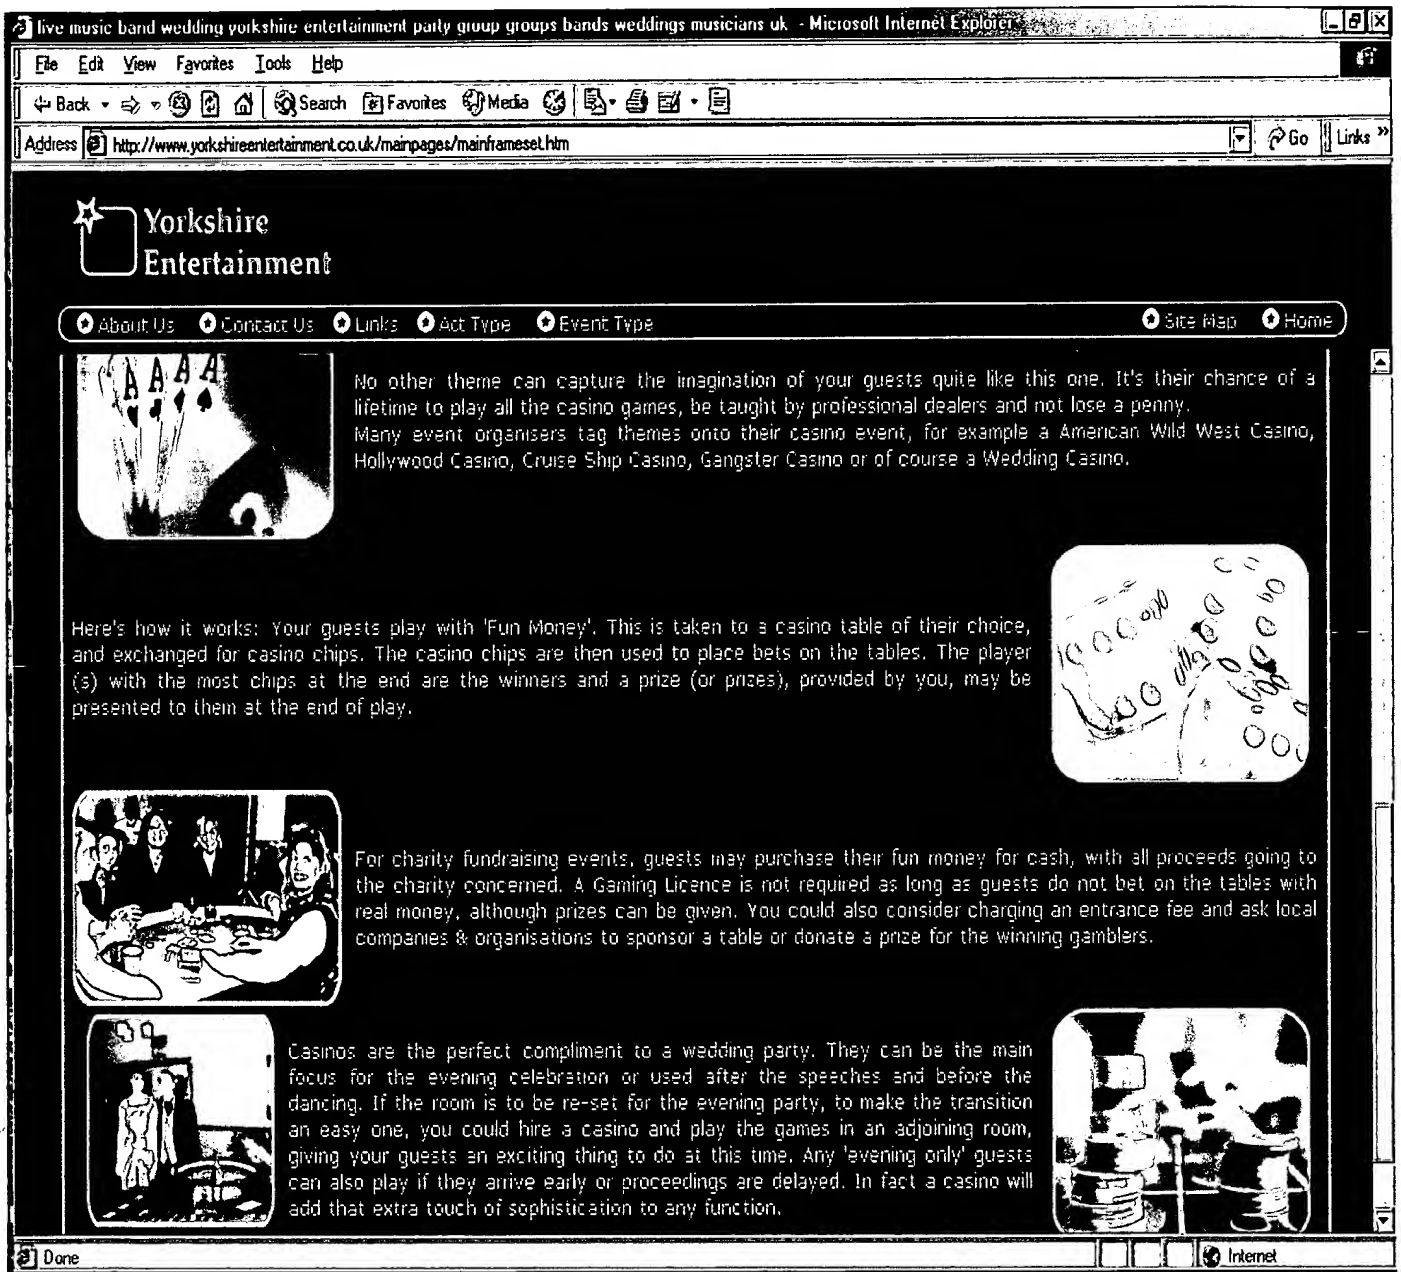 live music band wedding yorkshire entertainment party group groups bands weddings musicians uk - Microsoft Internet Explorer
File Edit View Favorites Tools Help
Back Search Favorites Media
Address http://www.yorkshireentertainment.co.uk/mainpages/mainframeset.htm Go Links »
Yorkshire
Entertainment
About Us Contact Us Links Act Type Event Type Site Map Home
A A A A
No other theme can capture the imagination of your guests quite like this one. It's their chance of a
lifetime to play all the casino games, be taught by professional dealers and not lose a penny.
Many event organisers tag themes onto their casino event, for example a American Wild West Casino,
Hollywood Casino, Cruise Ship Casino, Gangster Casino or of course a Wedding Casino.
Here's how it works: Your guests play with 'Fun Money'. This is taken to a casino table of their choice,
and exchanged for casino chips. The casino chips are then used to place bets on the tables. The player
(s) with the most chips at the end are the winners and a prize (or prizes), provided by you, may be
presented to them at the end of play.
For charity fundraising events, guests may purchase their fun money for cash, with all proceeds going to
the charity concerned. A Gaming Licence is not required as long as guests do not bet on the tables with
real money, although prizes can be given. You could also consider charging an entrance fee and ask local
companies & organisations to sponsor a table or donate a prize for the winning gamblers.
Casinos are the perfect compliment to a wedding party. They can be the main
focus for the evening celebration or used after the speeches and before the
dancing. If the room is to be re-set for the evening party, to make the transition
an easy one, you could hire a casino and play the games in an adjoining room,
giving your guests an exciting thing to do at this time. Any 'evening only' guests
can also play if they arrive early or proceedings are delayed. In fact a casino will
add that extra touch of sophistication to any function.
Done Internet